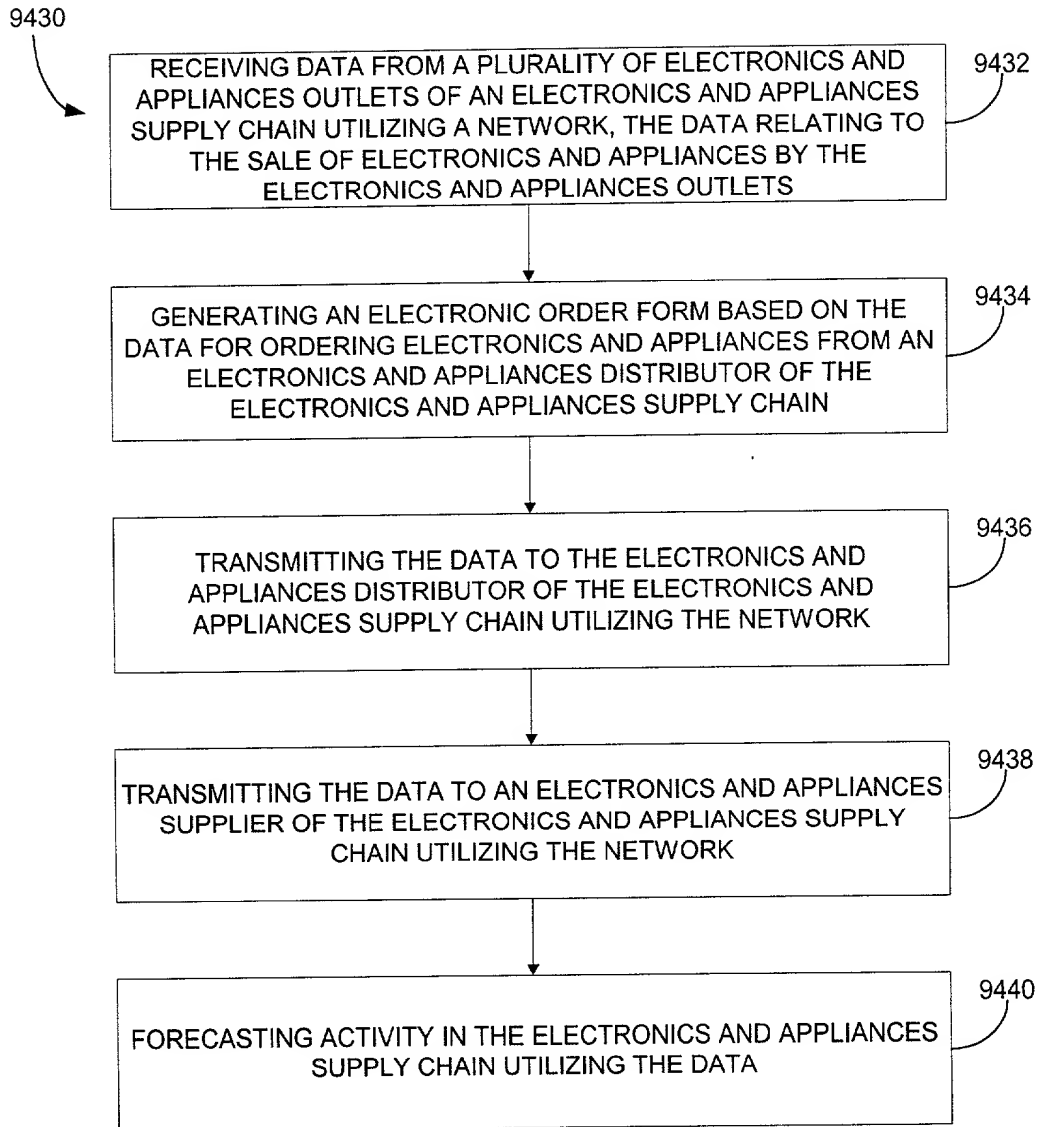 9430
RECEIVING DATA FROM A PLURALITY OF ELECTRONICS AND
APPLIANCES OUTLETS OF AN ELECTRONICS AND APPLIANCES
SUPPLY CHAIN UTILIZING A NETWORK, THE DATA RELATING TO
THE SALE OF ELECTRONICS AND APPLIANCES BY THE
ELECTRONICS AND APPLIANCES OUTLETS
9432
GENERATING AN ELECTRONIC ORDER FORM BASED ON THE
DATA FOR ORDERING ELECTRONICS AND APPLIANCES FROM AN
ELECTRONICS AND APPLIANCES DISTRIBUTOR OF THE
ELECTRONICS AND APPLIANCES SUPPLY CHAIN
9434
TRANSMITTING THE DATA TO THE ELECTRONICS AND
APPLIANCES DISTRIBUTOR OF THE ELECTRONICS AND
APPLIANCES SUPPLY CHAIN UTILIZING THE NETWORK
9436
TRANSMITTING THE DATA TO AN ELECTRONICS AND APPLIANCES
SUPPLIER OF THE ELECTRONICS AND APPLIANCES SUPPLY
CHAIN UTILIZING THE NETWORK
9438
FORECASTING ACTIVITY IN THE ELECTRONICS AND APPLIANCES
SUPPLY CHAIN UTILIZING THE DATA
9440